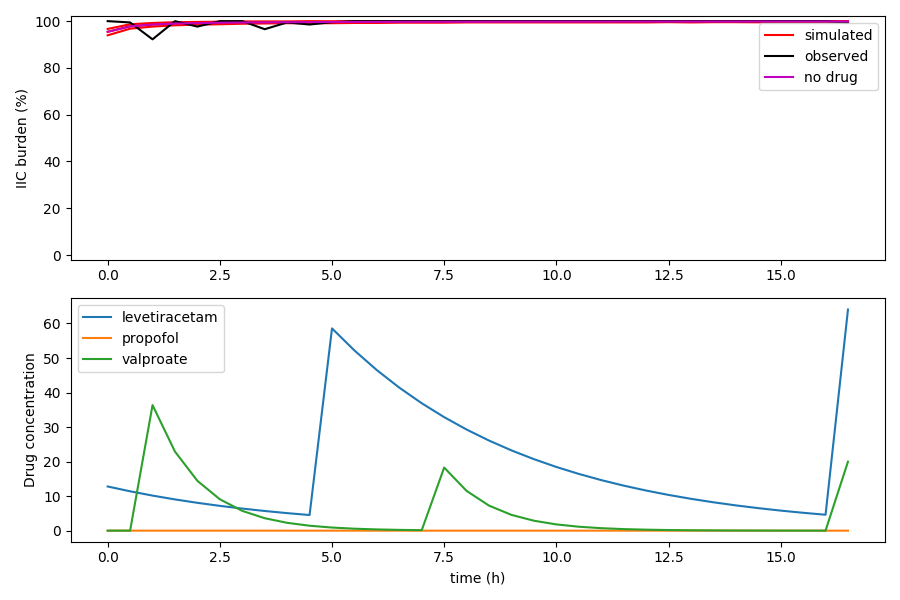 100
80
60
40
20
0
IIC burden (%)
simulated
observed
no drug
0.0 2.5 5.0 7.5 10.0 12.5 15.0
60
50
40
30
20
10
0
Drug concentration
levetiracetam
propofol
valproate
0.0 2.5 5.0 7.5 10.0 12.5 15.0
time (h)